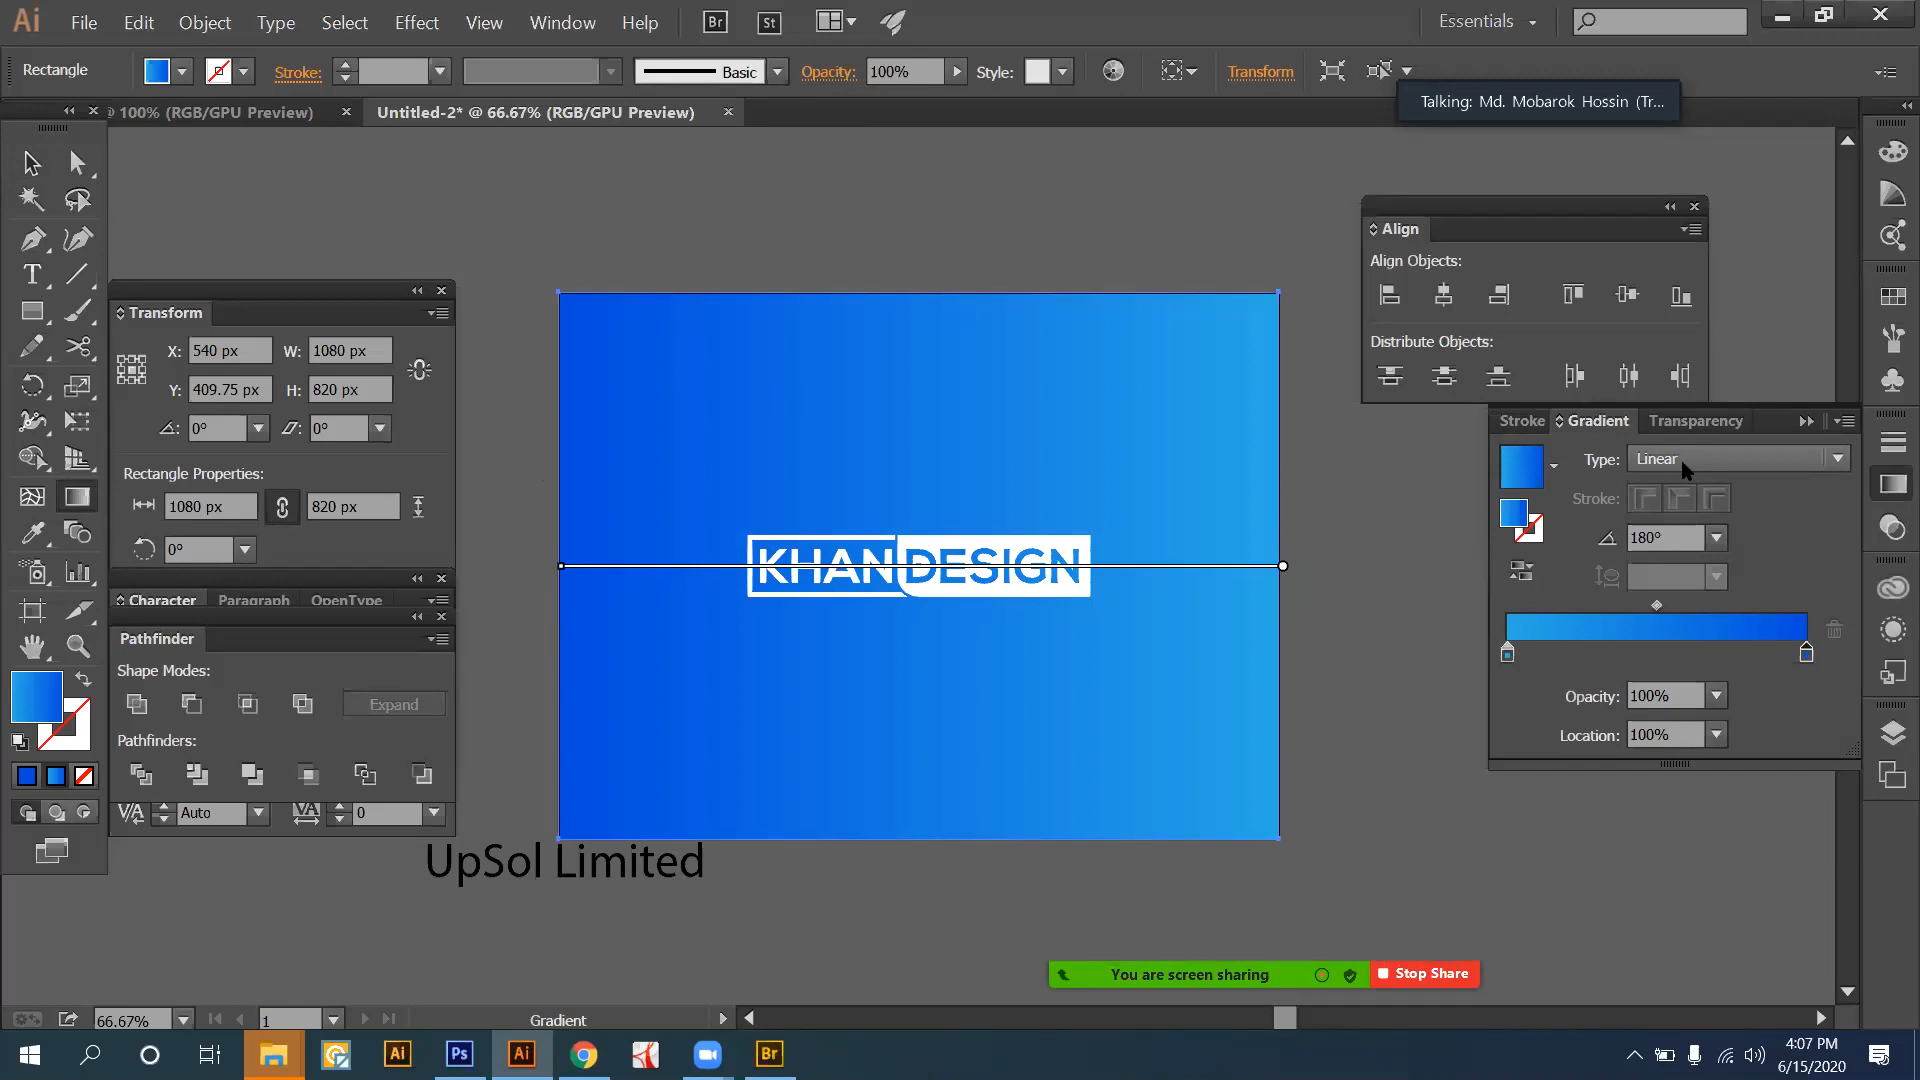 Ai File Edit Object Type Select Effect View Window Help Br St Essentials
Rectangle Stroke: Basic Opacity: 100% Style: Transform
Talking: Md. Mobarok Hossin (Tr...
@ 100% (RGB/GPU Preview) Untitled-2* @ 66.67% (RGB/GPU Preview)
Align
Align Objects:
Distribute Objects:
Transform
X: 540 px W: 1080 px
Y: 409.75 px H: 820 px
0° 0°
Rectangle Properties:
1080 px 820 px
0°
Character Paragraph OpenType
Pathfinder
Shape Modes:
Expand
Pathfinders:
VA Auto VA 0
Stroke Gradient Transparency
Type: Linear
Stroke:
180°
Opacity: 100%
Location: 100%
KHANDESIGN
UpSol Limited
You are screen sharing Stop Share
66.67% 1 Gradient
Ai Ps Ai Br
4:07 PM
6/15/2020